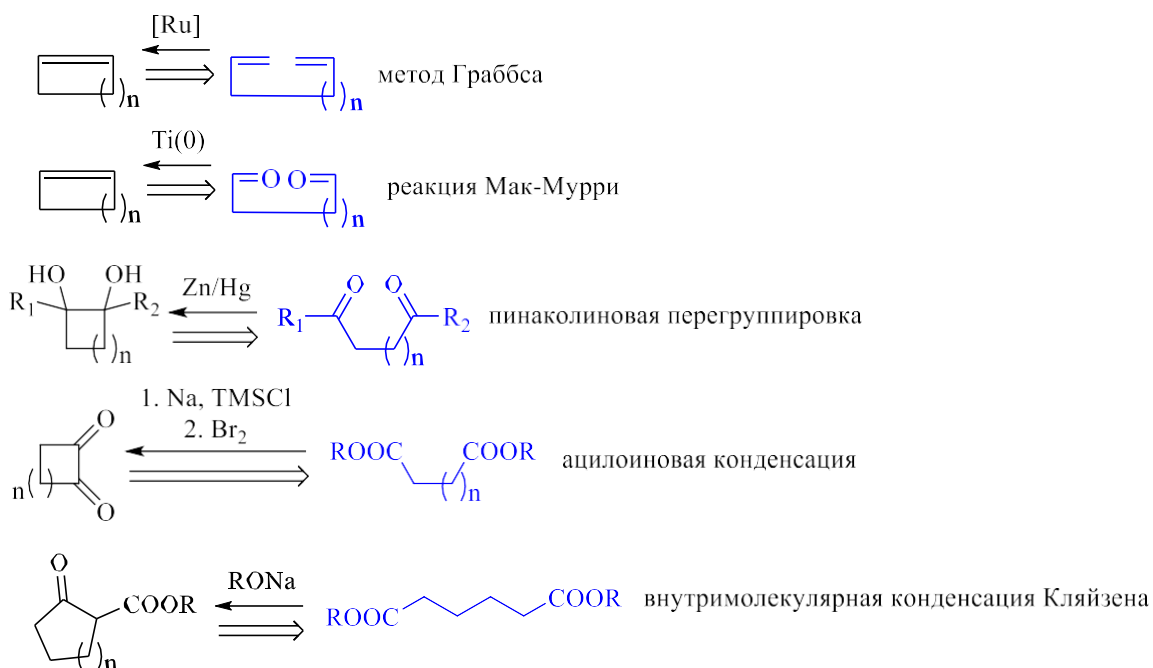 [Ru]
( )n
( )n
метод Граббса
Ti(0)
( )n
O O
( )n
реакция Мак-Мурри
HO OH
R1 R2
( )n
Zn/Hg
O O
R1 R2
( )n
пинаколиновая перегруппировка
1. Na, TMSCl
2. Br2
O
O
n( )
ROOC COOR
( )n
ацилоиновая конденсация
O
COOR
( )n
RONa
ROOC COOR
внутримолекулярная конденсация Кляйзена